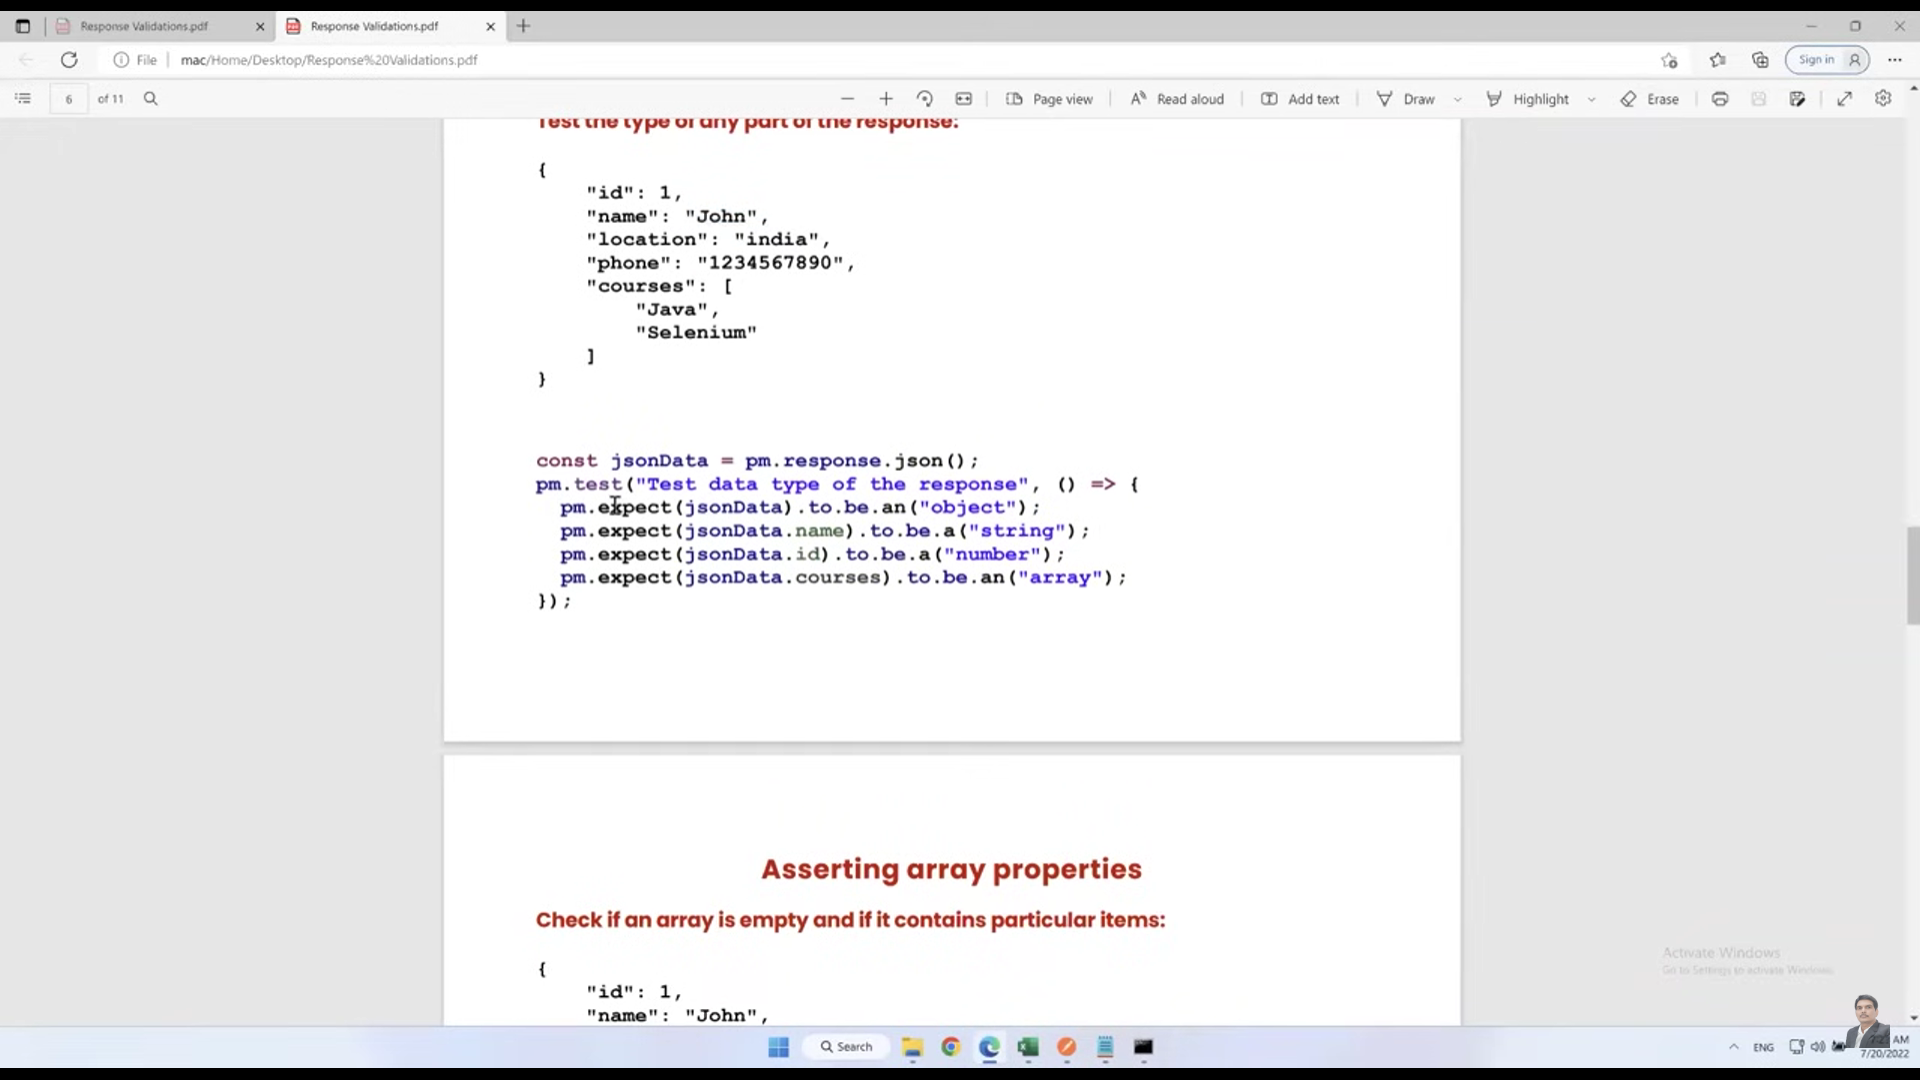 Response Validations.pdf
Response Validations.pdf
File mac/Home/Desktop/Response%20Validations.pdf
Sign in
6 of 11
Page view
Read aloud
Add text
Draw
Highlight
Erase
Test the type of any part of the response:
{
"id": 1,
"name": "John",
"location": "india",
"phone": "1234567890",
"courses": [
"Java",
"Selenium"
]
}
const jsonData = pm.response.json();
pm.test("Test data type of the response", () => {
pm.expect(jsonData).to.be.an("object");
pm.expect(jsonData.name).to.be.a("string");
pm.expect(jsonData.id).to.be.a("number");
pm.expect(jsonData.courses).to.be.an("array");
});
Asserting array properties
Check if an array is empty and if it contains particular items:
{
"id": 1,
"name": "John",
Activate Windows
Go to Settings to activate Windows.
Search
ENG
AM
7/20/2022